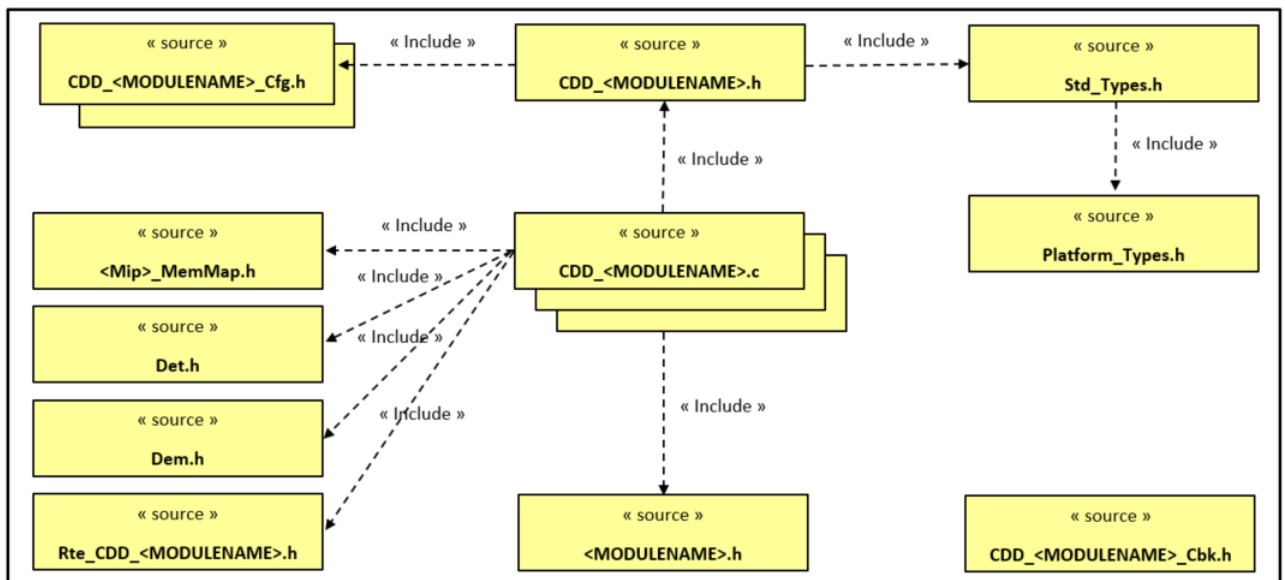 « source »
CDD_<MODULENAME>_Cfg.h
« Include »
« source »
CDD_<MODULENAME>.h
« Include »
« source »
Std_Types.h
« Include »
« Include »
« source »
<Mip>_MemMap.h
« Include »
« source »
CDD_<MODULENAME>.c
« source »
Platform_Types.h
« Include »
« source »
Det.h
« Include »
« source »
Dem.h
« Include »
« Include »
« source »
Rte_CDD_<MODULENAME>.h
« source »
<MODULENAME>.h
« source »
CDD_<MODULENAME>_Cbk.h